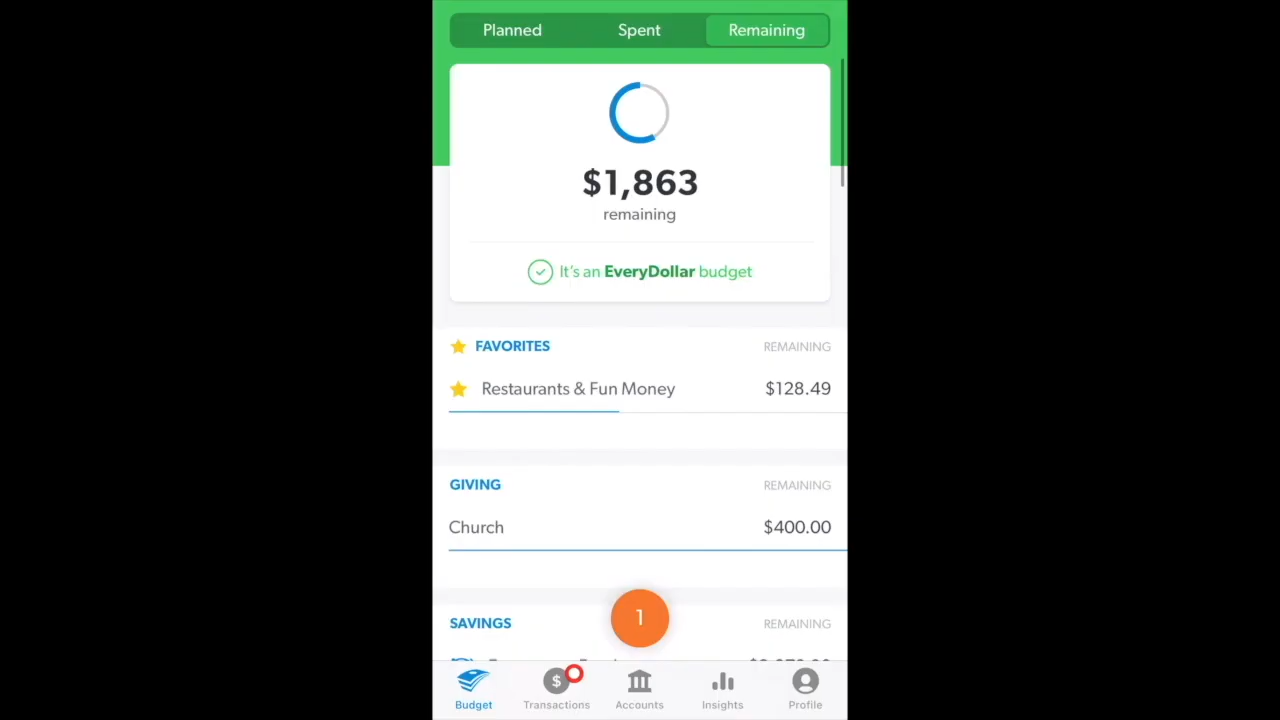 Planned Spent Remaining
$1,863
remaining
It's an EveryDollar budget
FAVORITES REMAINING
Restaurants & Fun Money $128.49
GIVING REMAINING
Church $400.00
1
SAVINGS REMAINING
$
Budget Transactions Accounts Insights Profile